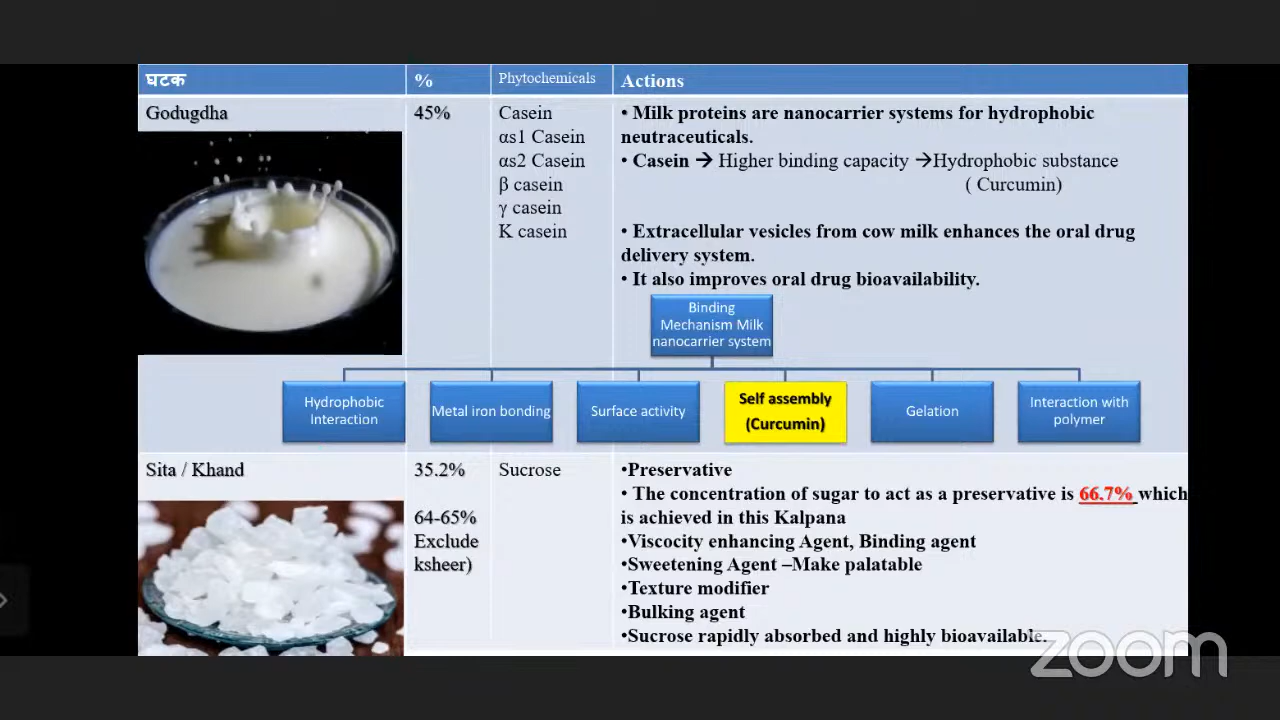 घटक % Phytochemicals Actions
Godugdha 45% Casein
αs1 Casein
αs2 Casein
β casein
γ casein
K casein
• Milk proteins are nanocarrier systems for hydrophobic
neutraceuticals.
• Casein → Higher binding capacity →Hydrophobic substance
( Curcumin)
• Extracellular vesicles from cow milk enhances the oral drug
delivery system.
• It also improves oral drug bioavailability.
Binding
Mechanism Milk
nanocarrier system
Hydrophobic
Interaction
Metal iron bonding
Surface activity
Self assembly
(Curcumin)
Gelation
Interaction with
polymer
Sita / Khand 35.2% Sucrose
64-65%
Exclude
ksheer)
•Preservative
• The concentration of sugar to act as a preservative is 66.7% which
is achieved in this Kalpana
•Viscocity enhancing Agent, Binding agent
•Sweetening Agent –Make palatable
•Texture modifier
•Bulking agent
•Sucrose rapidly absorbed and highly bioavailable.
zoom